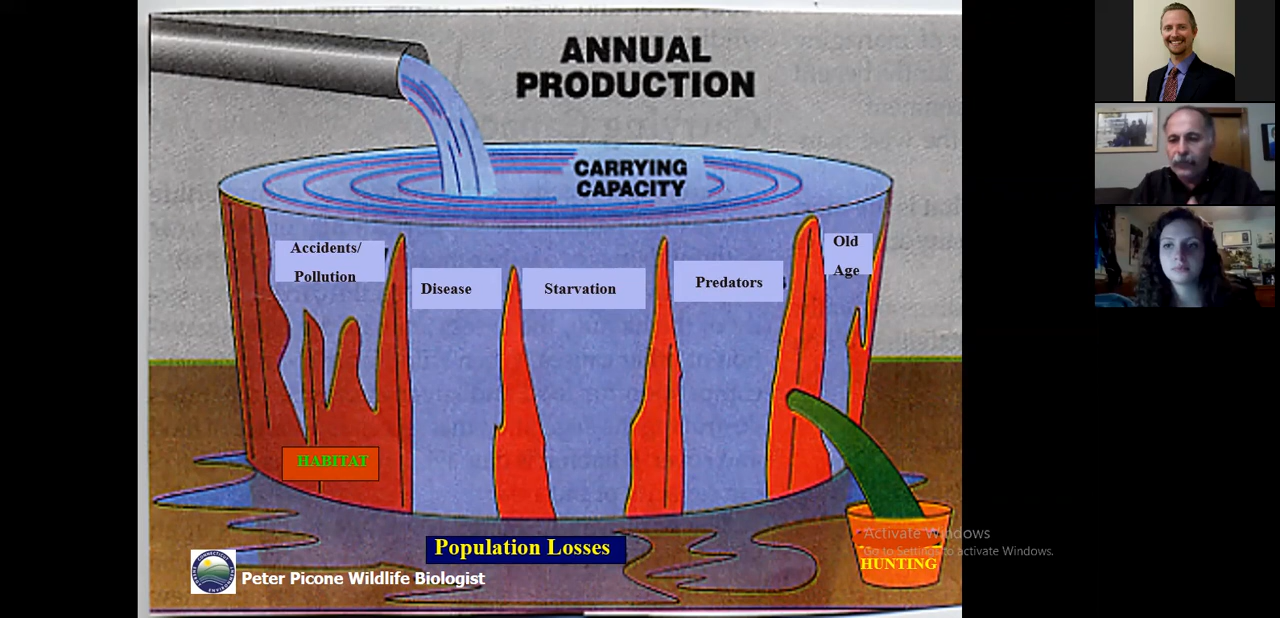 ANNUAL
PRODUCTION
CARRYING
CAPACITY
Accidents/
Pollution
Disease
Starvation
Predators
Old
Age
HABITAT
Population Losses
HUNTING
Peter Picone Wildlife Biologist
Activate Windows
Go to Settings to activate Windows.